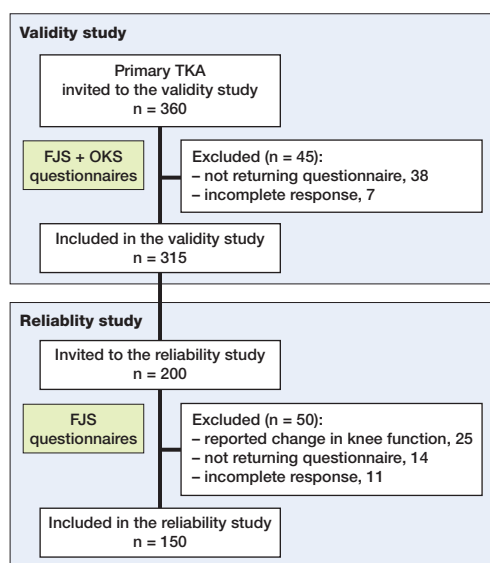 Validity study
Primary TKA
invited to the validity study
n = 360
FJS + OKS
questionnaires
Excluded (n = 45):
– not returning questionnaire, 38
– incomplete response, 7
Included in the validity study
n = 315
Reliablity study
Invited to the reliability study
n = 200
FJS
questionnaires
Excluded (n = 50):
– reported change in knee function, 25
– not returning questionnaire, 14
– incomplete response, 11
Included in the reliability study
n = 150